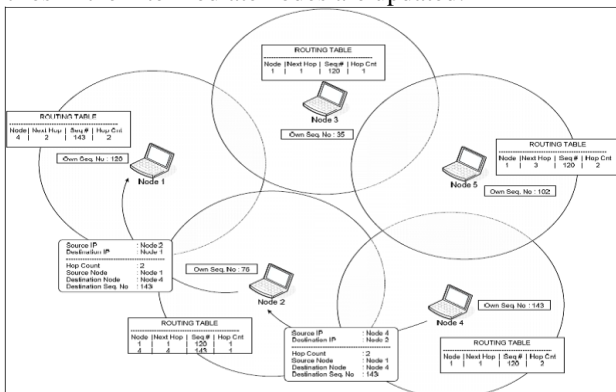 ROUTING TABLE
Node | Next Hop | Seq# | Hop Cnt
1 | 1 | 120 | 1
Node 3
Own Seq. No : 35
ROUTING TABLE
Node | Next Hop | Seq# | Hop Cnt
4 | 2 | 143 | 2
Own Seq. No : 120
Node 1
ROUTING TABLE
Node | Next Hop | Seq# | Hop Cnt
1 | 3 | 120 | 2
Node 5
Own Seq. No : 102
Source IP : Node 2
Destination IP : Node 1
Hop Count : 2
Source Node : Node 1
Destination Node : Node 4
Destination Seq. No : 143
Own Seq. No : 76
Node 2
ROUTING TABLE
Node | Next Hop | Seq# | Hop Cnt
1 | 1 | 120 | 1
4 | 4 | 143 | 1
Source IP : Node 4
Destination IP : Node 2
Hop Count : 2
Source Node : Node 1
Destination Node : Node 4
Destination Seq. No : 143
Own Seq. No : 143
Node 4
ROUTING TABLE
Node | Next Hop | Seq# | Hop Cnt
1 | 1 | 120 | 2